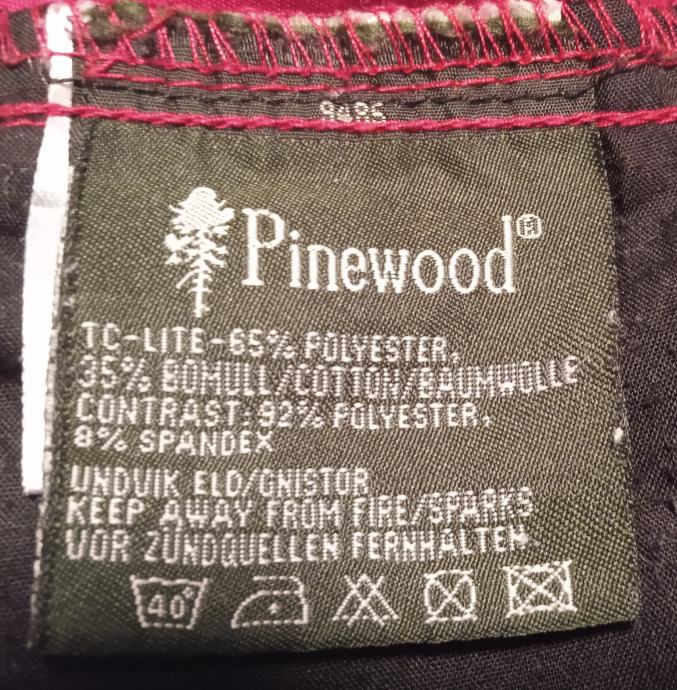 9485
Pinewood®
TC-LITE-65% POLYESTER,
35% BOMULL/COTTON/BAUMWOLLE
CONTRAST: 92% POLYESTER,
8% SPANDEX
UNDVIK ELD/GNISTOR
KEEP AWAY FROM FIRE/SPARKS
VOR ZÜNDQUELLEN FERNHALTEN.
40°